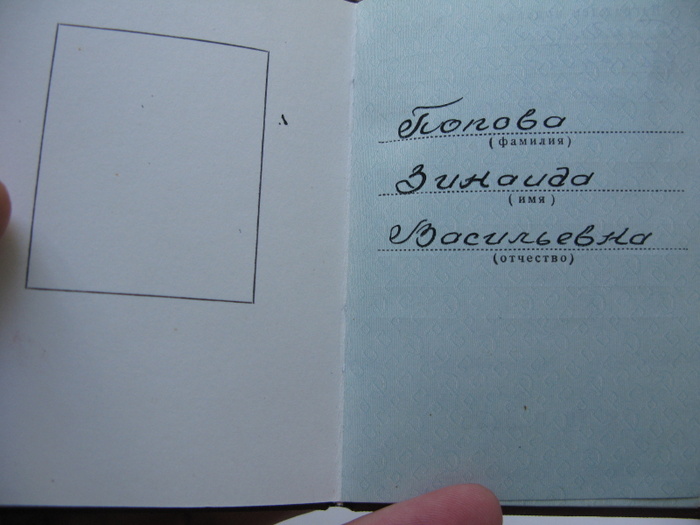 Попова
(фамилия)
Зинаида
(имя)
Васильевна
(отчество)